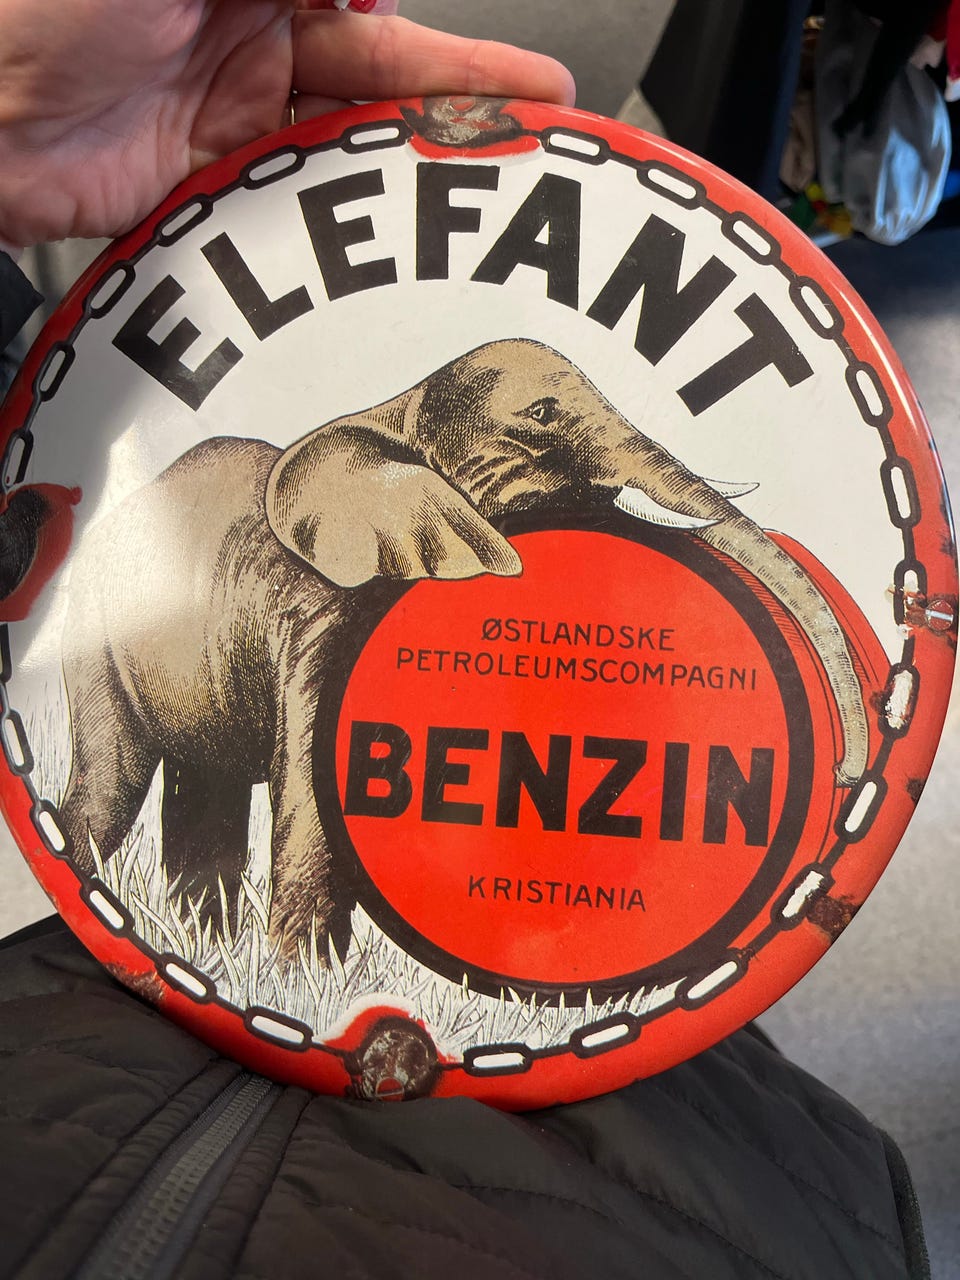 ELEFANT
ØSTLANDSKE
PETROLEUMSCOMPAGNI
BENZIN
KRISTIANIA